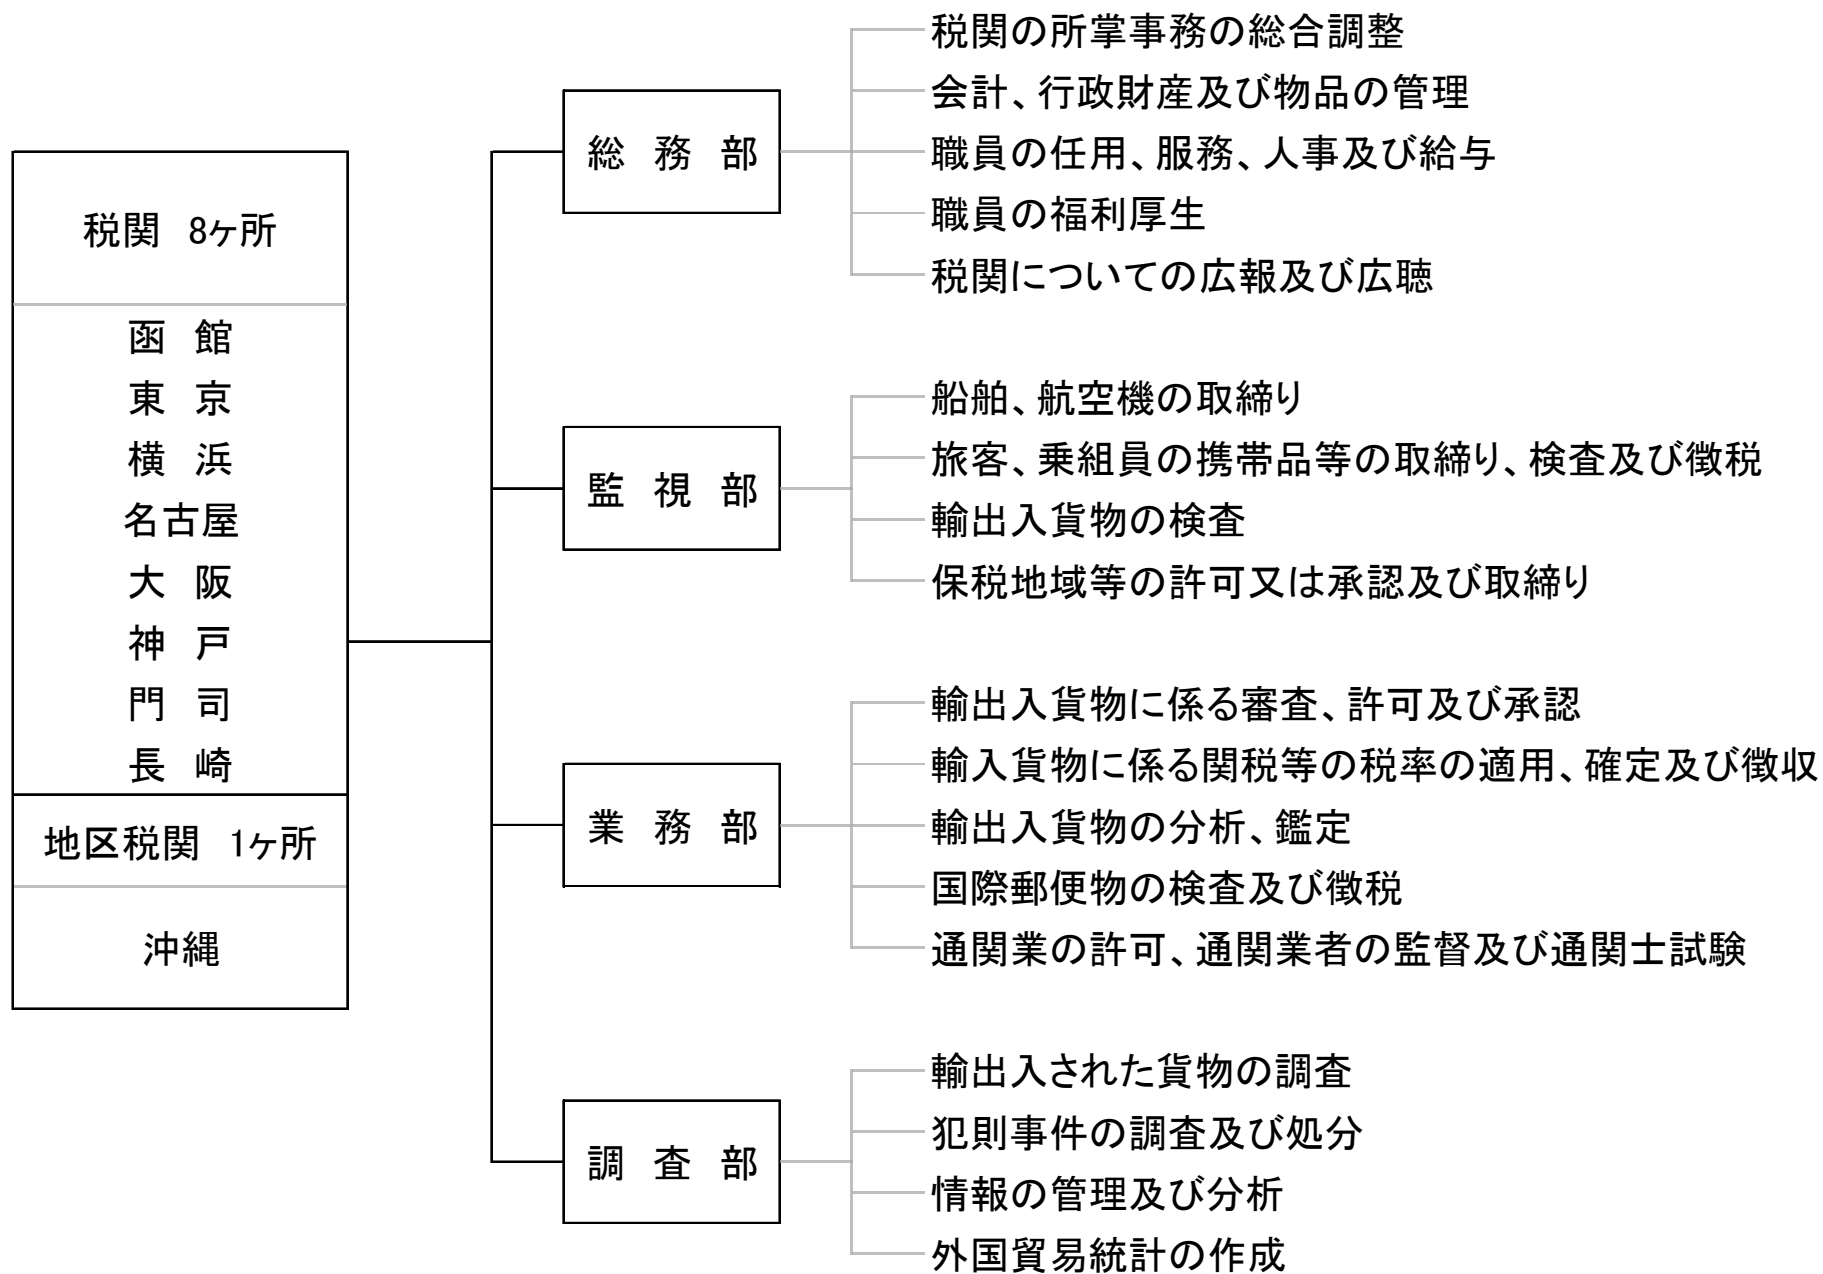 税関　8ヶ所
函　館
東　京
横　浜
名古屋
大　阪
神　戸
門　司
長　崎
地区税関　1ヶ所
沖縄
総　務　部
税関の所掌事務の総合調整
会計、行政財産及び物品の管理
職員の任用、服務、人事及び給与
職員の福利厚生
税関についての広報及び広聴
監　視　部
船舶、航空機の取締り
旅客、乗組員の携帯品等の取締り、検査及び徴税
輸出入貨物の検査
保税地域等の許可又は承認及び取締り
業　務　部
輸出入貨物に係る審査、許可及び承認
輸入貨物に係る関税等の税率の適用、確定及び徴収
輸出入貨物の分析、鑑定
国際郵便物の検査及び徴税
通関業の許可、通関業者の監督及び通関士試験
調　査　部
輸出入された貨物の調査
犯則事件の調査及び処分
情報の管理及び分析
外国貿易統計の作成